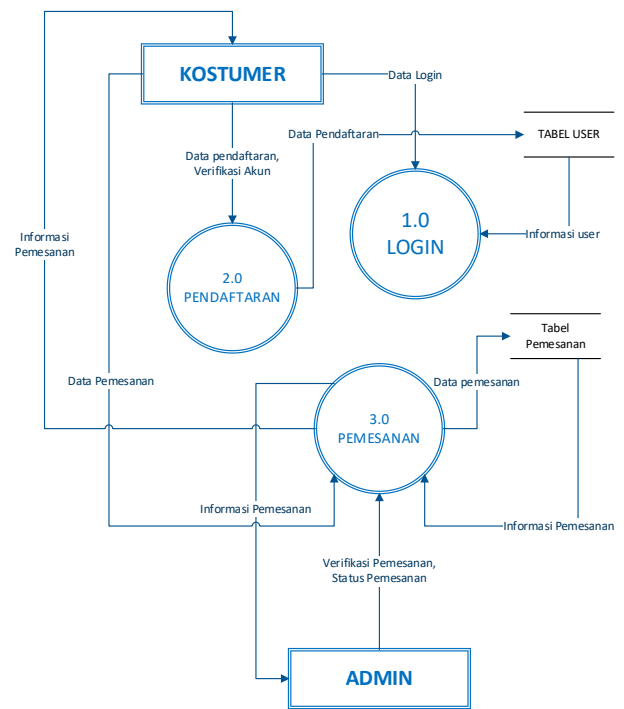 KOSTUMER
Data Login
Data Pendaftaran
TABEL USER
Data pendaftaran,
Verifikasi Akun
1.0
LOGIN
Informasi user
Informasi
Pemesanan
2.0
PENDAFTARAN
Tabel
Pemesanan
Data Pemesanan
Data pemesanan
3.0
PEMESANAN
Informasi Pemesanan
Informasi Pemesanan
Verifikasi Pemesanan,
Status Pemesanan
ADMIN